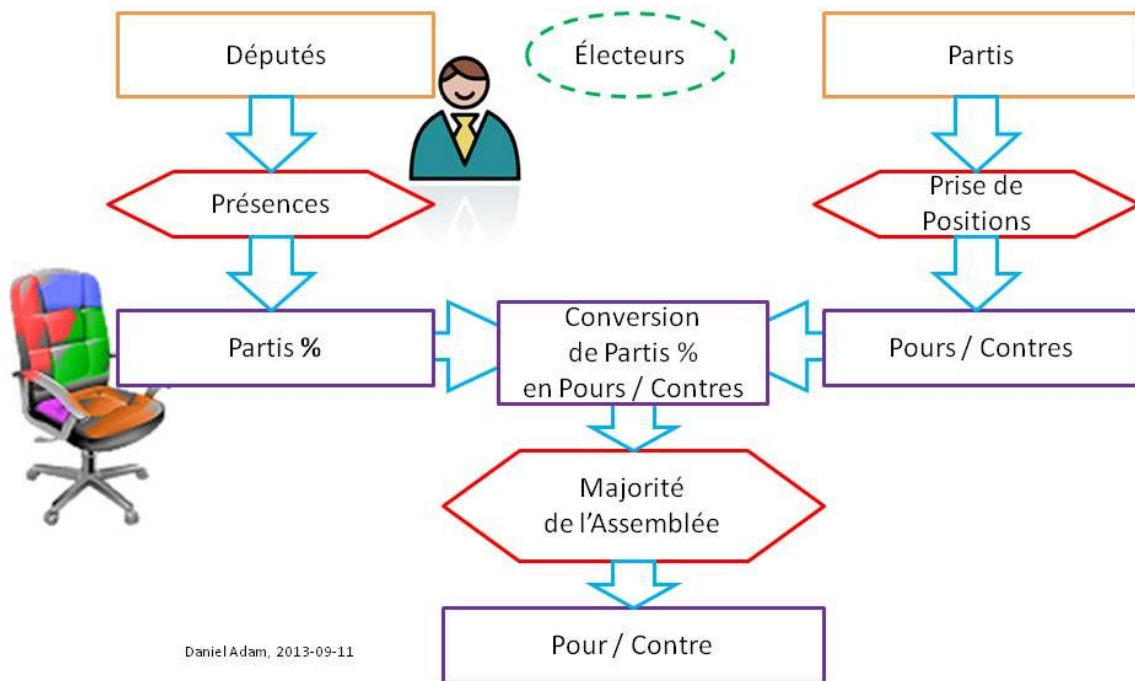 Députés
Électeurs
Partis
Présences
Prise de
Positions
Partis %
Conversion
de Partis %
en Pours / Contres
Pours / Contres
Majorité
de l'Assemblée
Pour / Contre
Daniel Adam, 2013-09-11